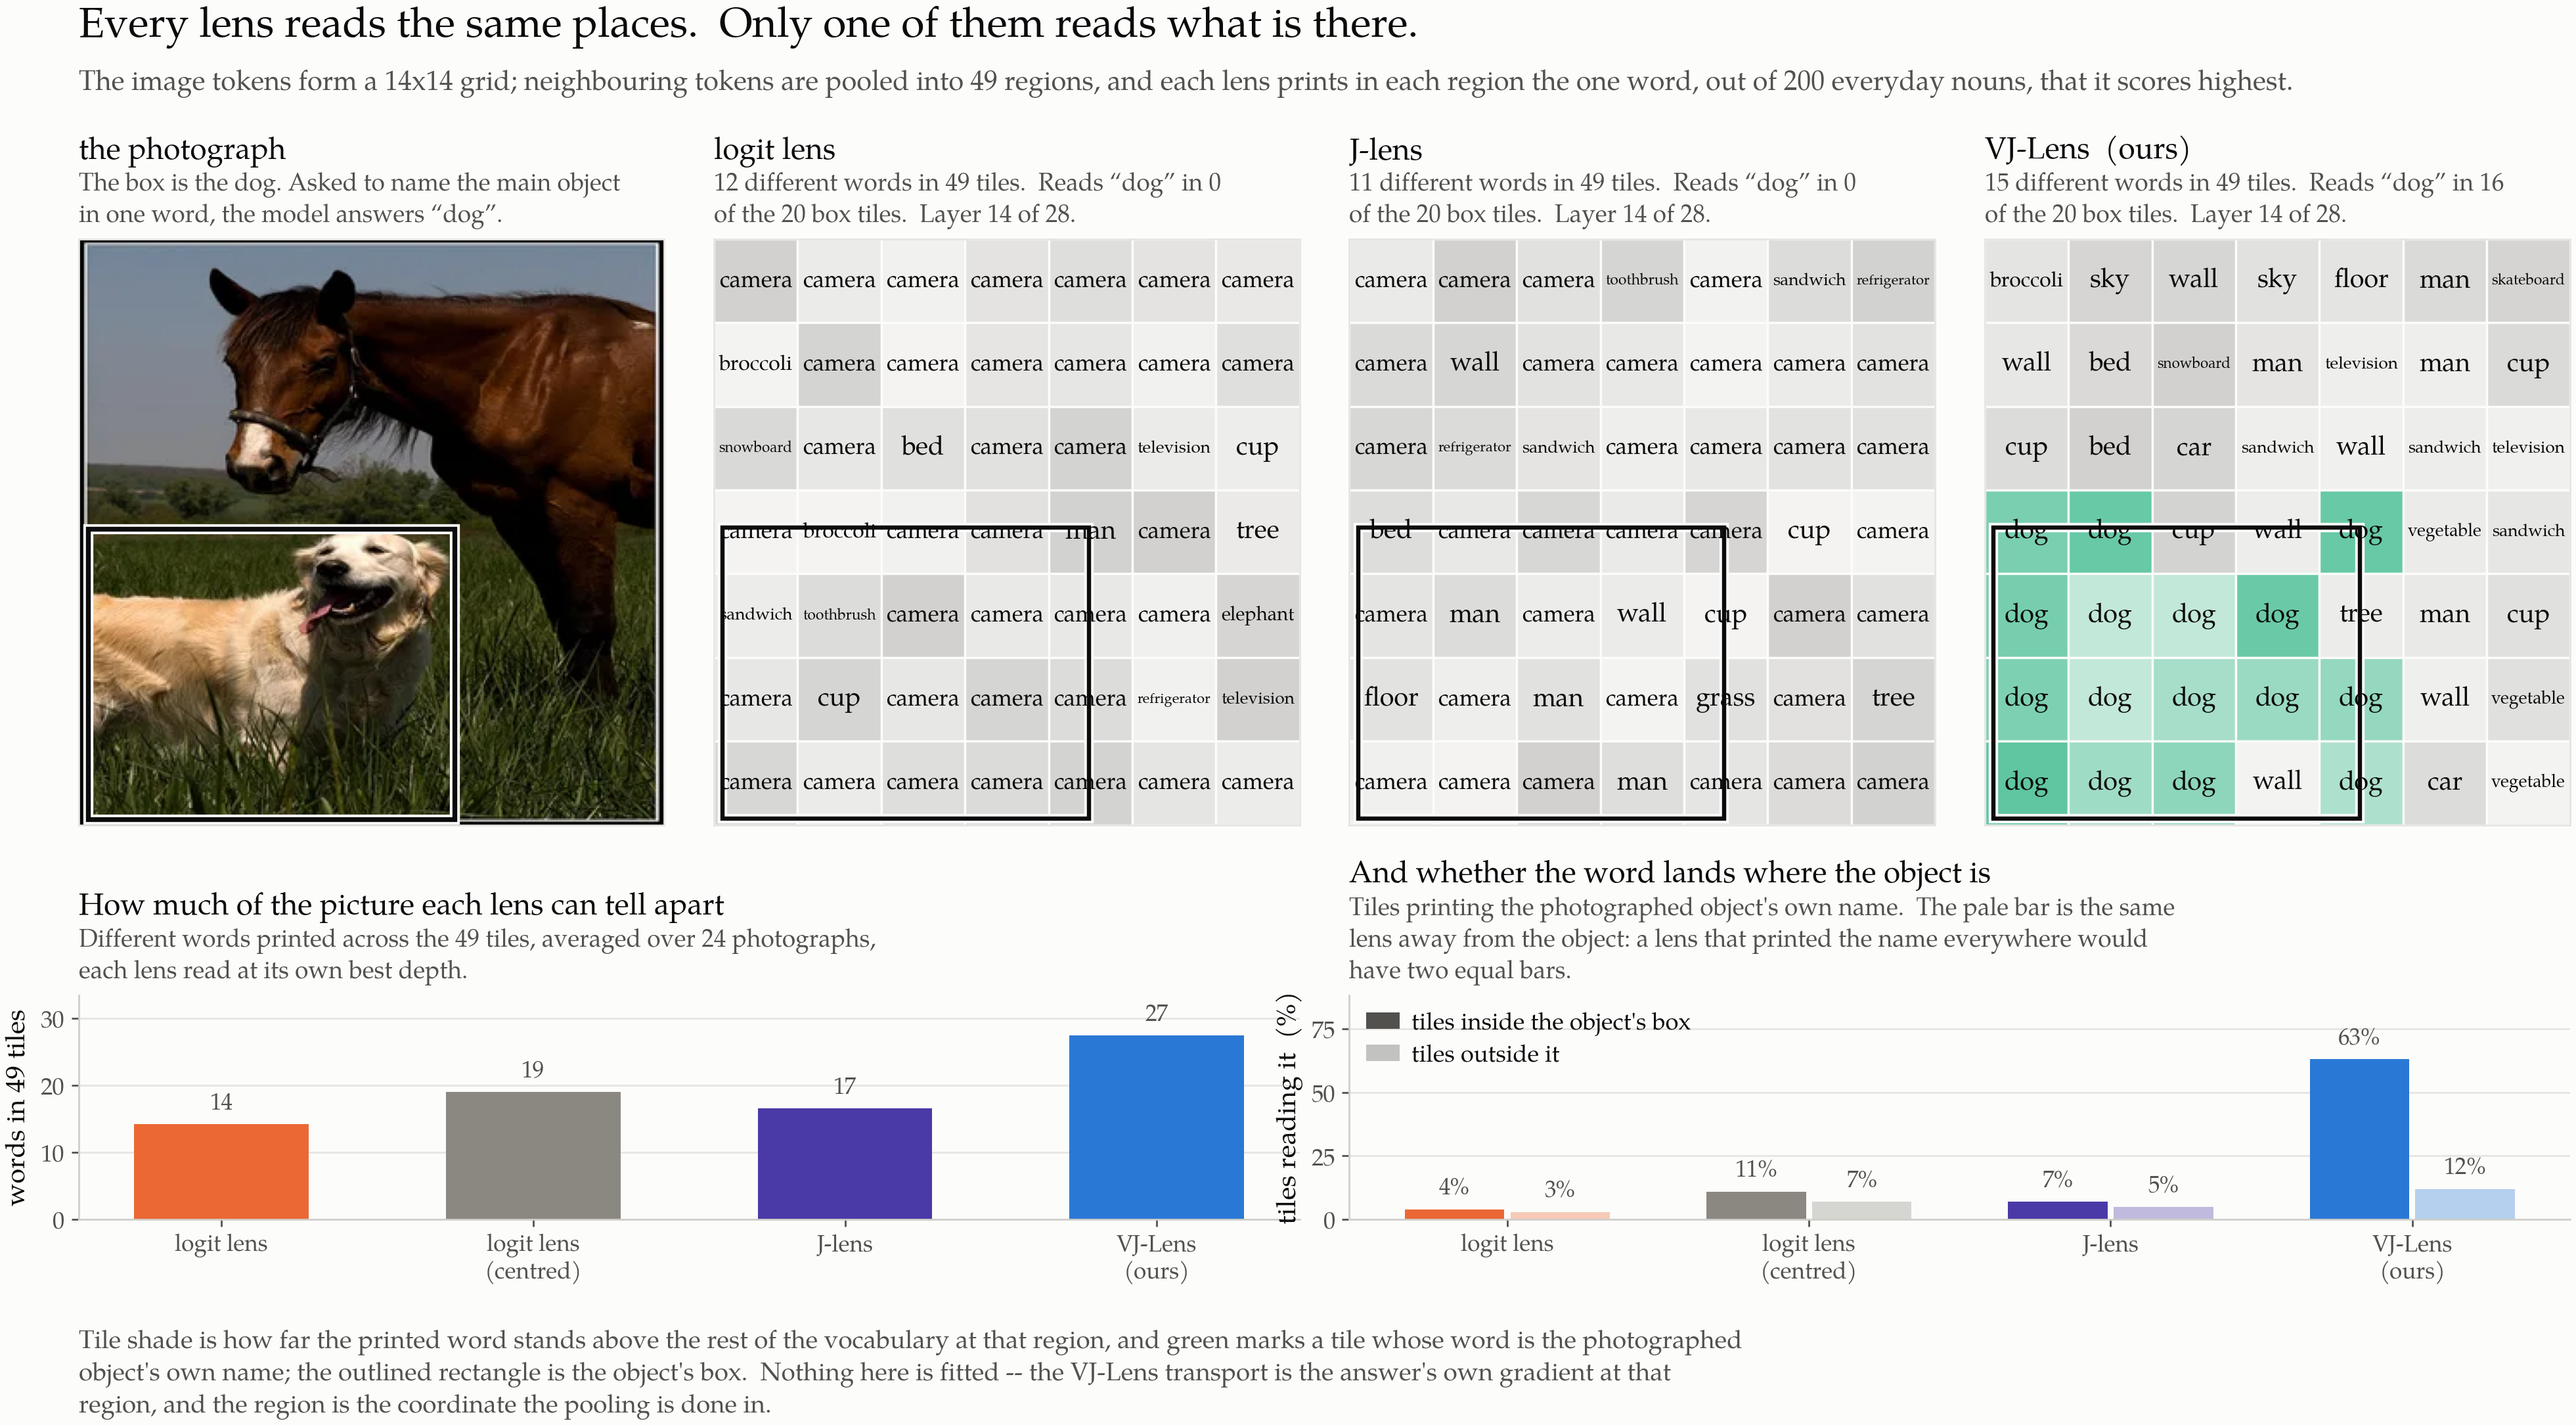 Every lens reads the same places.  Only one of them reads what is there.
The image tokens form a 14x14 grid; neighbouring tokens are pooled into 49 regions, and each lens prints in each region the one word, out of 200 everyday nouns, that it scores highest.
the photograph
The box is the dog. Asked to name the main object
in one word, the model answers “dog”.
logit lens
12 different words in 49 tiles.  Reads “dog” in 0
of the 20 box tiles.  Layer 14 of 28.
camera camera camera camera camera camera camera
broccoli camera camera camera camera camera camera
snowboard camera bed camera camera television cup
camera broccoli camera camera man camera tree
sandwich toothbrush camera camera camera camera elephant
camera cup camera camera camera refrigerator television
camera camera camera camera camera camera camera
J-lens
11 different words in 49 tiles.  Reads “dog” in 0
of the 20 box tiles.  Layer 14 of 28.
camera camera camera toothbrush camera sandwich refrigerator
camera wall camera camera camera camera camera
camera refrigerator sandwich camera camera camera camera
bed camera camera camera camera cup camera
camera man camera wall cup camera camera
floor camera man camera grass camera tree
camera camera camera man camera camera camera
VJ-Lens  (ours)
15 different words in 49 tiles.  Reads “dog” in 16
of the 20 box tiles.  Layer 14 of 28.
broccoli sky wall sky floor man skateboard
wall bed snowboard man television man cup
cup bed car sandwich wall sandwich television
dog dog cup wall dog vegetable sandwich
dog dog dog dog tree man cup
dog dog dog dog dog wall vegetable
dog dog dog wall dog car vegetable
How much of the picture each lens can tell apart
Different words printed across the 49 tiles, averaged over 24 photographs,
each lens read at its own best depth.
words in 49 tiles
30
20
10
0
14
19
17
27
logit lens
logit lens
(centred)
J-lens
VJ-Lens
(ours)
And whether the word lands where the object is
Tiles printing the photographed object's own name.  The pale bar is the same
lens away from the object: a lens that printed the name everywhere would
have two equal bars.
tiles reading it  (%)
75
50
25
0
tiles inside the object's box
tiles outside it
4%
3%
11%
7%
7%
5%
63%
12%
logit lens
logit lens
(centred)
J-lens
VJ-Lens
(ours)
Tile shade is how far the printed word stands above the rest of the vocabulary at that region, and green marks a tile whose word is the photographed
object's own name; the outlined rectangle is the object's box.  Nothing here is fitted -- the VJ-Lens transport is the answer's own gradient at that
region, and the region is the coordinate the pooling is done in.